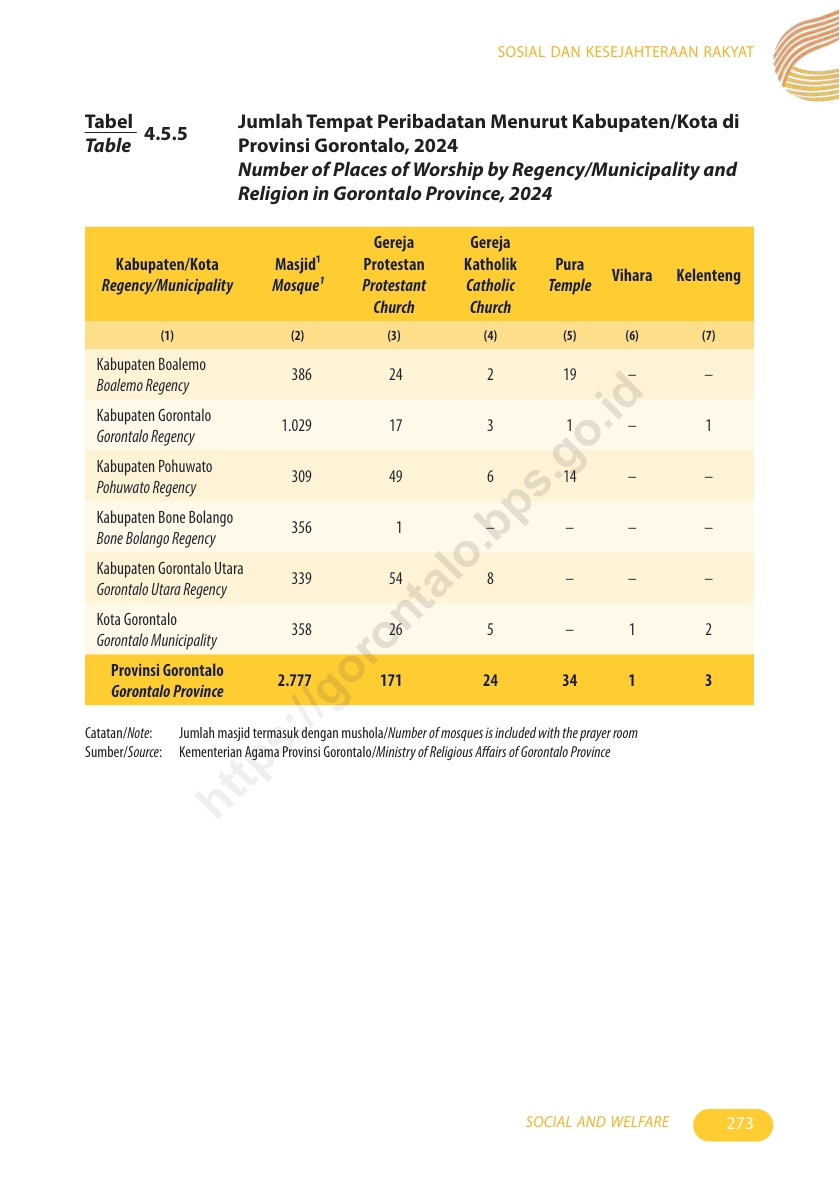 SOSIAL DAN KESEJAHTERAAN RAKYAT
Tabel 4.5.5 Jumlah Tempat Peribadatan Menurut Kabupaten/Kota di
Table Provinsi Gorontalo, 2024
Number of Places of Worship by Regency/Municipality and
Religion in Gorontalo Province, 2024
Kabupaten/Kota
Regency/Municipality
Masjid¹
Mosque¹
Gereja
Protestan
Protestant
Church
Gereja
Katholik
Catholic
Church
Pura
Temple
Vihara
Kelenteng
(1) (2) (3) (4) (5) (6) (7)
Kabupaten Boalemo
Boalemo Regency
386 24 2 19 – –
Kabupaten Gorontalo
Gorontalo Regency
1.029 17 3 1 – 1
Kabupaten Pohuwato
Pohuwato Regency
309 49 6 14 – –
Kabupaten Bone Bolango
Bone Bolango Regency
356 1 – – – –
Kabupaten Gorontalo Utara
Gorontalo Utara Regency
339 54 8 – – –
Kota Gorontalo
Gorontalo Municipality
358 26 5 – 1 2
Provinsi Gorontalo
Gorontalo Province
2.777 171 24 34 1 3
Catatan/Note: Jumlah masjid termasuk dengan mushola/Number of mosques is included with the prayer room
Sumber/Source: Kementerian Agama Provinsi Gorontalo/Ministry of Religious Affairs of Gorontalo Province
https://gorontalo.bps.go.id
SOCIAL AND WELFARE 273